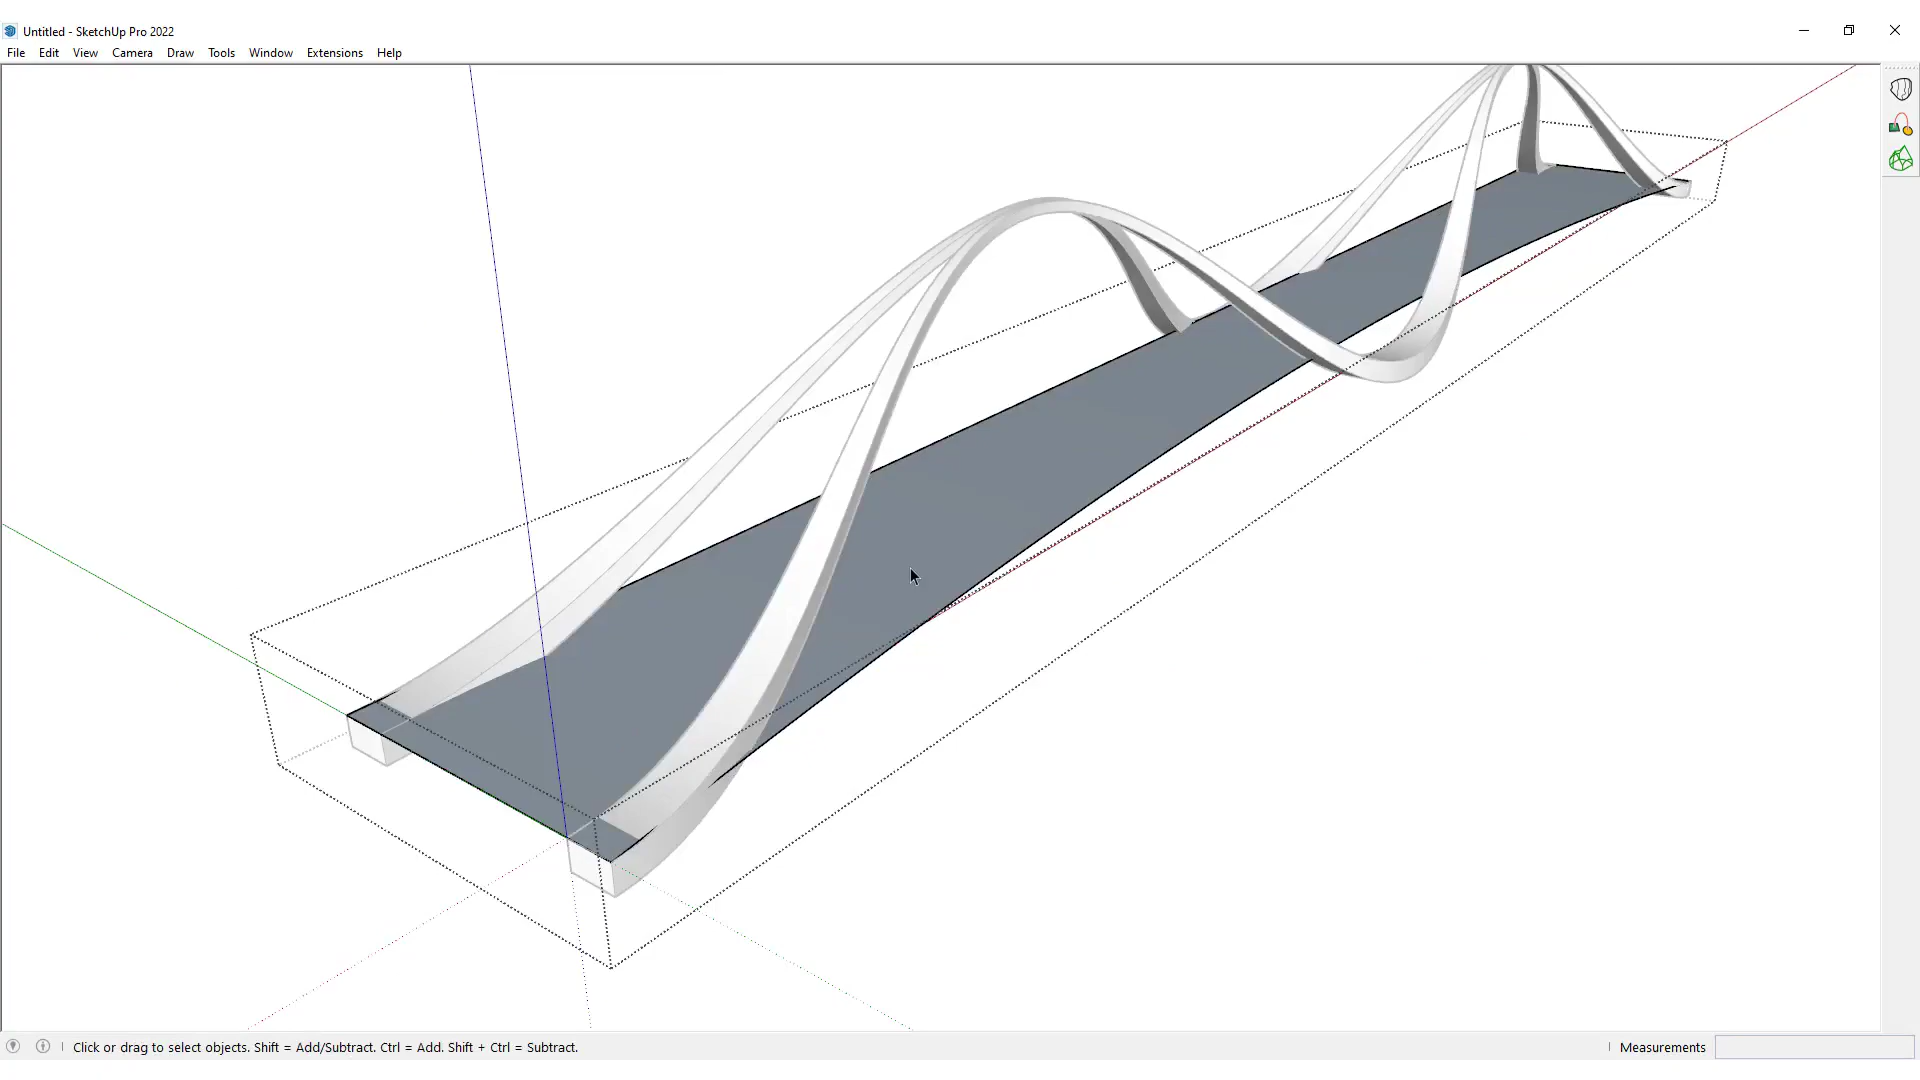 Untitled - SketchUp Pro 2022
File Edit View Camera Draw Tools Window Extensions Help
Click or drag to select objects. Shift = Add/Subtract. Ctrl = Add. Shift + Ctrl = Subtract.
Measurements